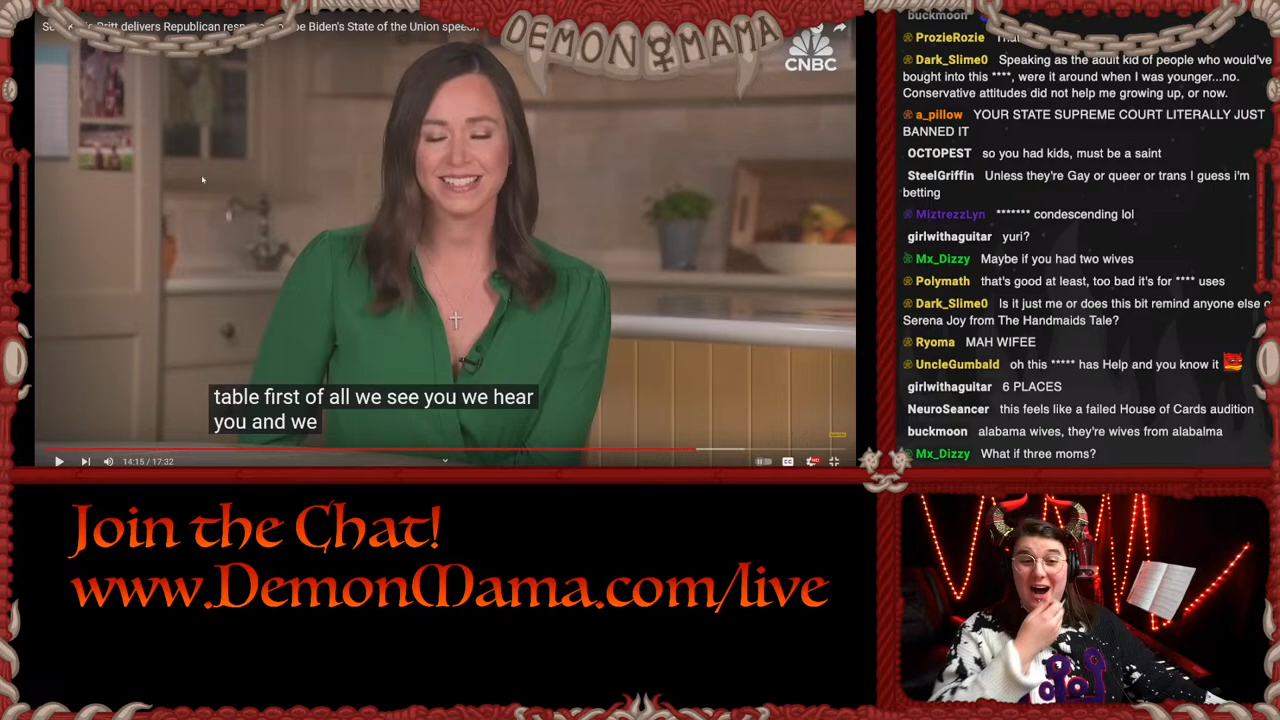 Britt delivers Republican
Biden's State of the Union speech
DEMON MAMA
CNBC
table first of all we see you we hear
you and we
14:15 / 17:32
CC
HD
buckmoon
ProzieRozie
Dark_Slime0 Speaking as the adult kid of people who would've
bought into this ****, were it around when I was younger...no.
Conservative attitudes did not help me growing up, or now.
a_pillow YOUR STATE SUPREME COURT LITERALLY JUST
BANNED IT
OCTOPEST so you had kids, must be a saint
SteelGriffin Unless they're Gay or queer or trans I guess i'm
betting
MiztrezzLyn ******* condescending lol
girlwithaguitar yuri?
Mx_Dizzy Maybe if you had two wives
Polymath that's good at least, too bad it's for **** uses
Dark_Slime0 Is it just me or does this bit remind anyone else o
Serena Joy from The Handmaids Tale?
Ryoma MAH WIFEE
UncleGumbald oh this ***** has Help and you know it
girlwithaguitar 6 PLACES
NeuroSeancer this feels like a failed House of Cards audition
buckmoon alabama wives, they're wives from alabalma
Mx_Dizzy What if three moms?
Join the Chat!
www.DemonMama.com/live